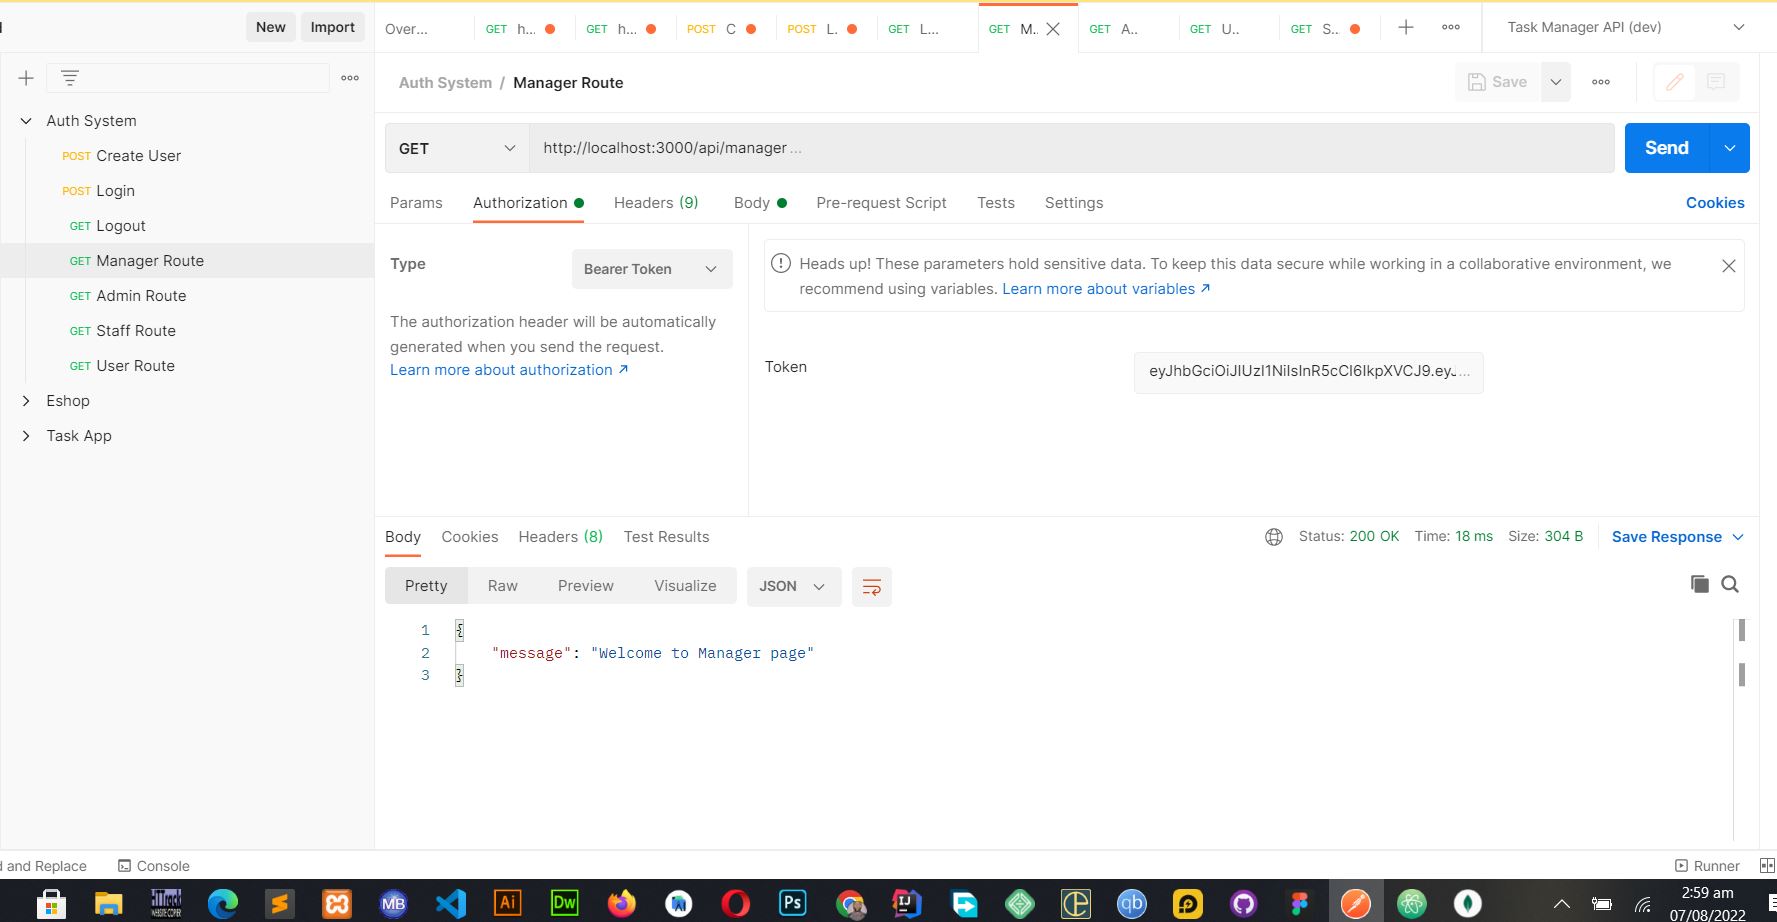 New Import
Over... GET h... GET h... POST C POST L. GET L... GET M. GET A.. GET U.. GET S.. Task Manager API (dev)
Auth System / Manager Route Save
Auth System
POST Create User
POST Login
GET Logout
GET Manager Route
GET Admin Route
GET Staff Route
GET User Route
Eshop
Task App
GET http://localhost:3000/api/manager ... Send
Params Authorization Headers (9) Body Pre-request Script Tests Settings Cookies
Type Bearer Token
The authorization header will be automatically
generated when you send the request.
Learn more about authorization ↗
Heads up! These parameters hold sensitive data. To keep this data secure while working in a collaborative environment, we
recommend using variables. Learn more about variables ↗
Token eyJhbGciOiJIUzI1NiIsInR5cCI6IkpXVCJ9.eyJ...
Body Cookies Headers (8) Test Results Status: 200 OK Time: 18 ms Size: 304 B Save Response
Pretty Raw Preview Visualize JSON
1 {
2 "message": "Welcome to Manager page"
3 }
and Replace Console Runner
MB Ai Dw Ps IJ qb
2:59 am
07/08/2022